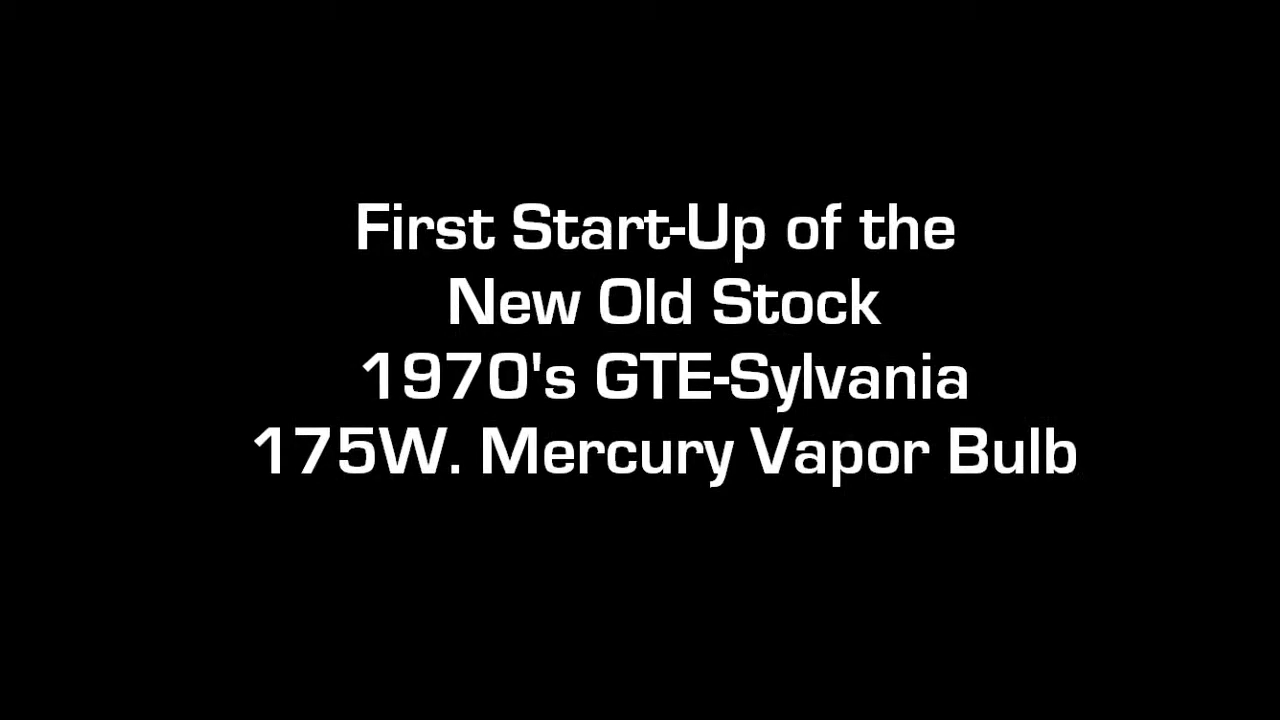 First Start-Up of the
New Old Stock
1970's GTE-Sylvania
175W. Mercury Vapor Bulb